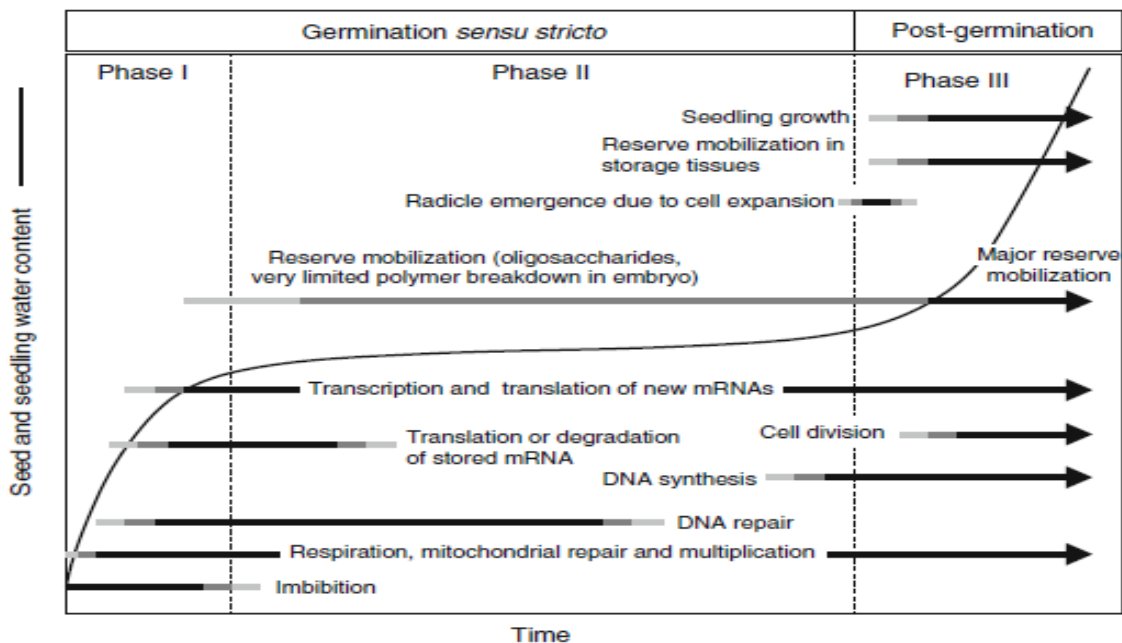 Germination sensu stricto
Post-germination
Phase I
Phase II
Phase III
Seedling growth
Reserve mobilization in
storage tissues
Radicle emergence due to cell expansion
Reserve mobilization (oligosaccharides,
very limited polymer breakdown in embryo)
Major reserve
mobilization
Transcription and translation of new mRNAs
Translation or degradation
of stored mRNA
Cell division
DNA synthesis
DNA repair
Respiration, mitochondrial repair and multiplication
Imbibition
Seed and seedling water content
Time